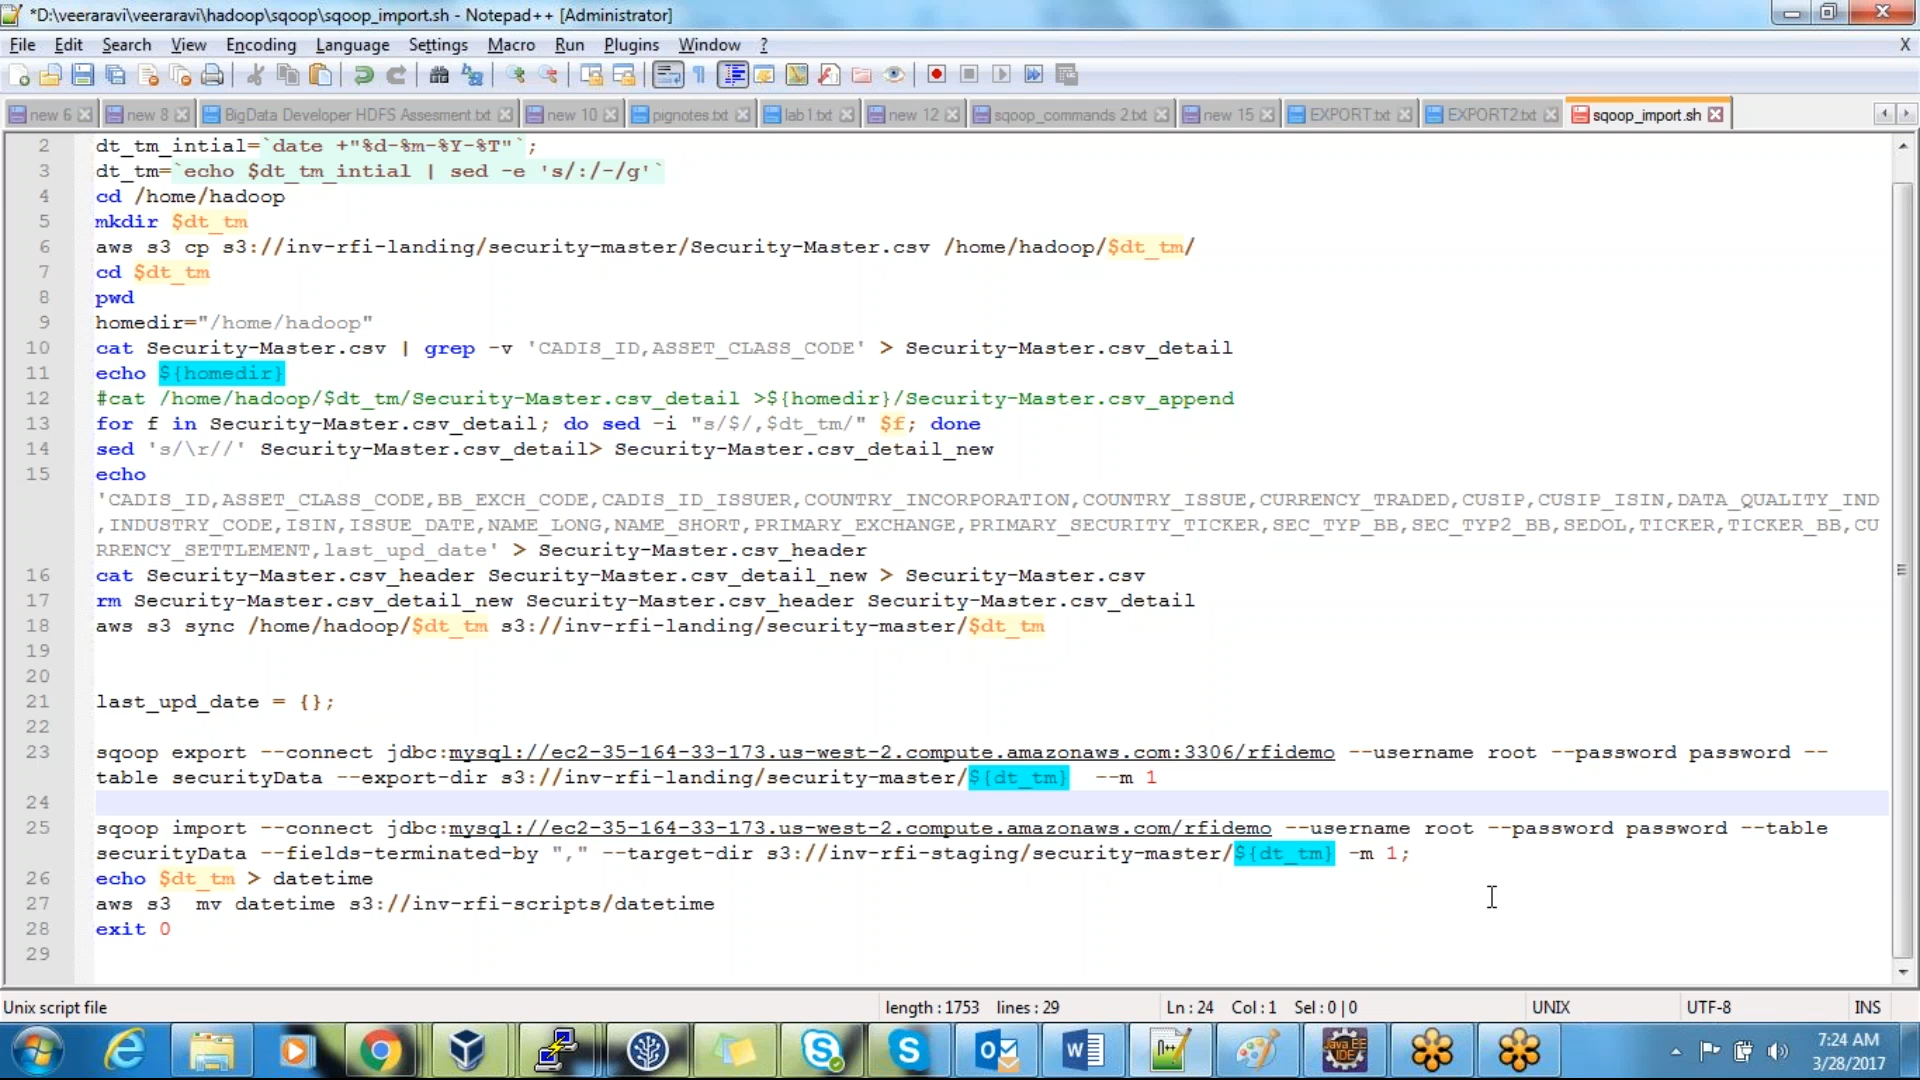 *D:\veeraravi\veeraravi\hadoop\sqoop\sqoop_import.sh - Notepad++ [Administrator]
File Edit Search View Encoding Language Settings Macro Run Plugins Window ? X
new 6 new 8 BigData Developer HDFS Assesment.txt new 10 pignotes.txt lab1.txt new 12 sqoop_commands 2.txt new 15 EXPORT.txt EXPORT2.txt sqoop_import.sh
2 dt_tm_intial=`date +"%d-%m-%Y-%T"`;
3 dt_tm=`echo $dt_tm_intial | sed -e 's/:/-/g'`
4 cd /home/hadoop
5 mkdir $dt_tm
6 aws s3 cp s3://inv-rfi-landing/security-master/Security-Master.csv /home/hadoop/$dt_tm/
7 cd $dt_tm
8 pwd
9 homedir="/home/hadoop"
10 cat Security-Master.csv | grep -v 'CADIS_ID,ASSET_CLASS_CODE' > Security-Master.csv_detail
11 echo ${homedir}
12 #cat /home/hadoop/$dt_tm/Security-Master.csv_detail >${homedir}/Security-Master.csv_append
13 for f in Security-Master.csv_detail; do sed -i "s/$/,$dt_tm/" $f; done
14 sed 's/\r//' Security-Master.csv_detail> Security-Master.csv_detail_new
15 echo
'CADIS_ID,ASSET_CLASS_CODE,BB_EXCH_CODE,CADIS_ID_ISSUER,COUNTRY_INCORPORATION,COUNTRY_ISSUE,CURRENCY_TRADED,CUSIP,CUSIP_ISIN,DATA_QUALITY_IND
,INDUSTRY_CODE,ISIN,ISSUE_DATE,NAME_LONG,NAME_SHORT,PRIMARY_EXCHANGE,PRIMARY_SECURITY_TICKER,SEC_TYP_BB,SEC_TYP2_BB,SEDOL,TICKER,TICKER_BB,CU
RRENCY_SETTLEMENT,last_upd_date' > Security-Master.csv_header
16 cat Security-Master.csv_header Security-Master.csv_detail_new > Security-Master.csv
17 rm Security-Master.csv_detail_new Security-Master.csv_header Security-Master.csv_detail
18 aws s3 sync /home/hadoop/$dt_tm s3://inv-rfi-landing/security-master/$dt_tm
19
20
21 last_upd_date = {};
22
23 sqoop export --connect jdbc:mysql://ec2-35-164-33-173.us-west-2.compute.amazonaws.com:3306/rfidemo --username root --password password --
table securityData --export-dir s3://inv-rfi-landing/security-master/${dt_tm} --m 1
24
25 sqoop import --connect jdbc:mysql://ec2-35-164-33-173.us-west-2.compute.amazonaws.com/rfidemo --username root --password password --table
securityData --fields-terminated-by "," --target-dir s3://inv-rfi-staging/security-master/${dt_tm} -m 1;
26 echo $dt_tm > datetime
27 aws s3  mv datetime s3://inv-rfi-scripts/datetime
28 exit 0
29
Unix script file length : 1753 lines : 29 Ln : 24 Col : 1 Sel : 0 | 0 UNIX UTF-8 INS
7:24 AM
3/28/2017